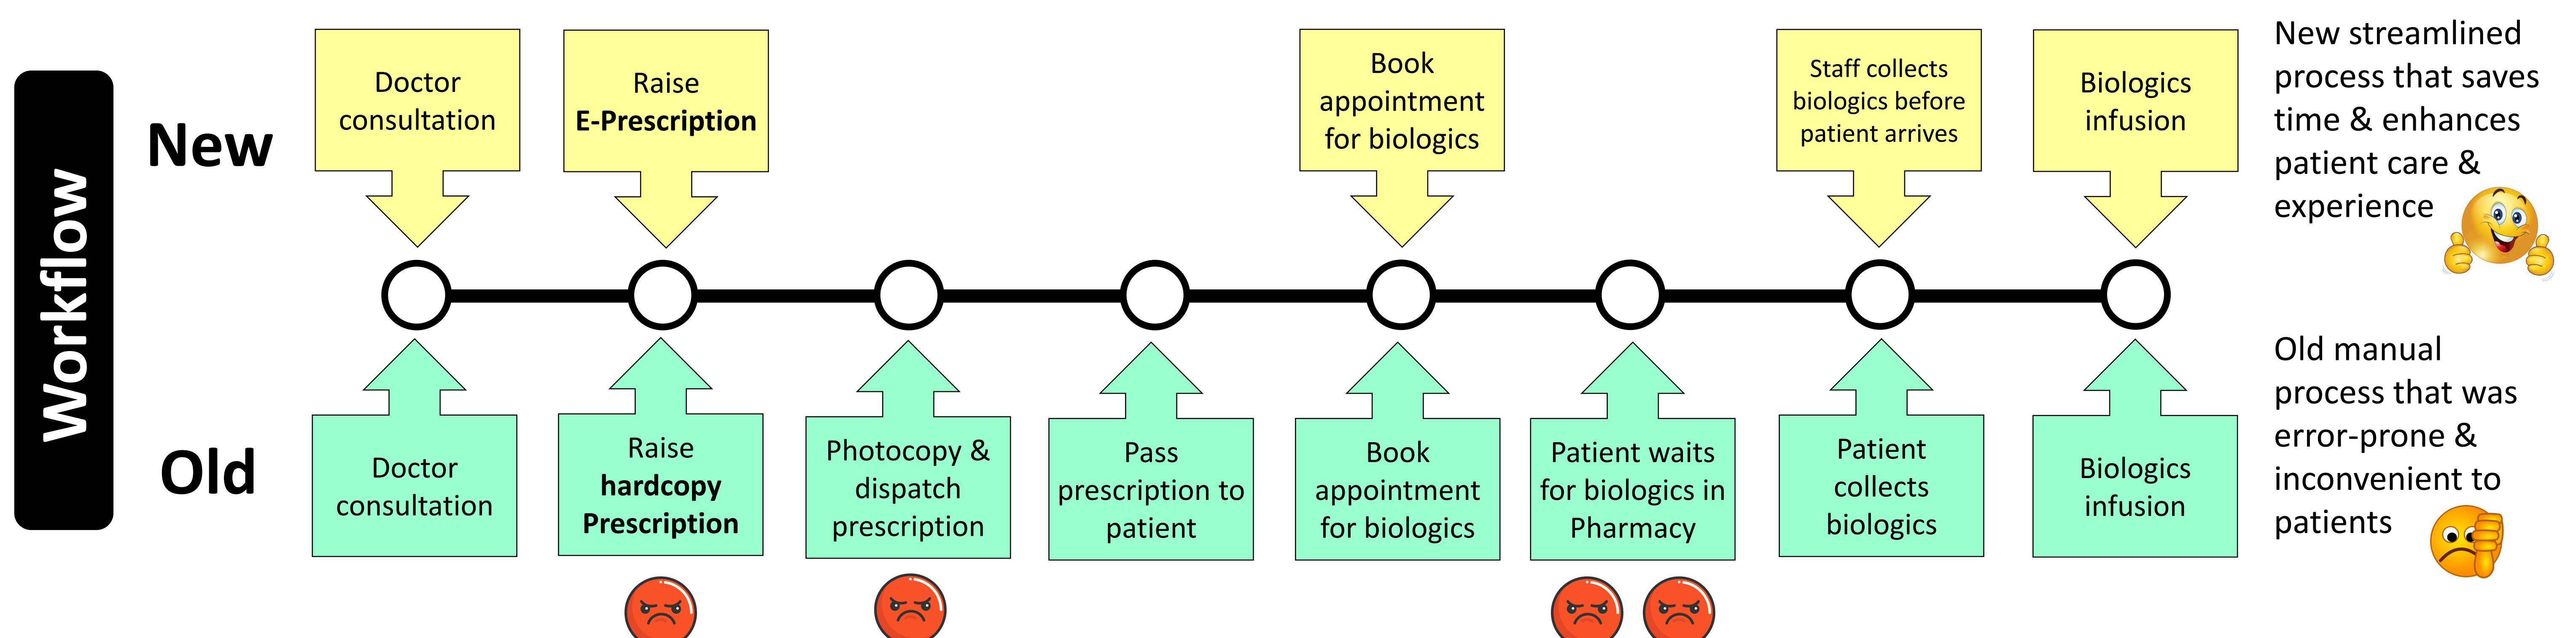 Workflow
New
Doctor
consultation
Raise
E-Prescription
Book
appointment
for biologics
Staff collects
biologics before
patient arrives
Biologics
infusion
New streamlined
process that saves
time & enhances
patient care &
experience
Old
Doctor
consultation
Raise
hardcopy
Prescription
Photocopy &
dispatch
prescription
Pass
prescription to
patient
Book
appointment
for biologics
Patient waits
for biologics in
Pharmacy
Patient
collects
biologics
Biologics
infusion
Old manual
process that was
error-prone &
inconvenient to
patients